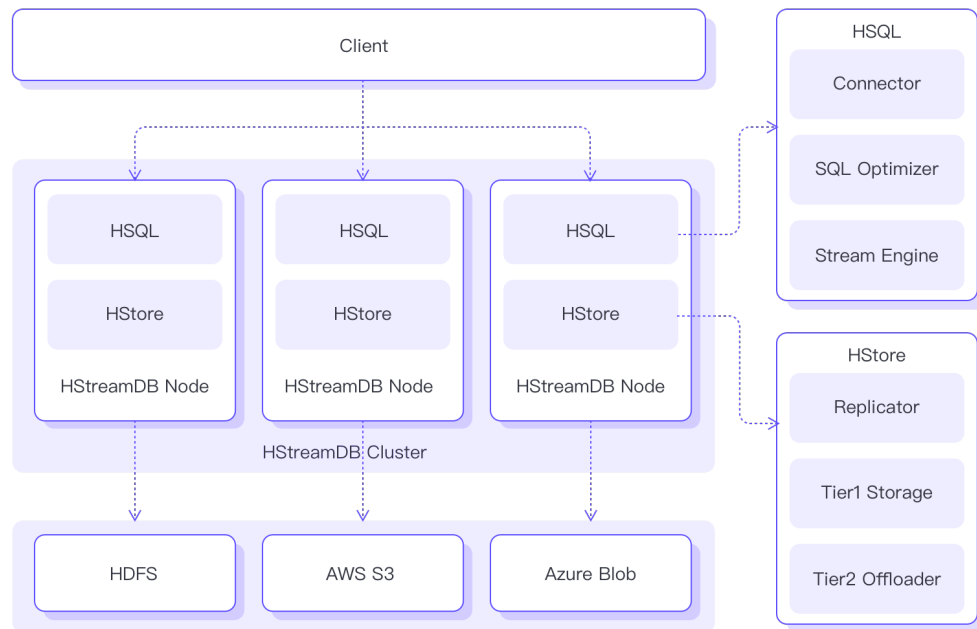 Client
HSQL
HStore
HStreamDB Node
HSQL
HStore
HStreamDB Node
HSQL
HStore
HStreamDB Node
HStreamDB Cluster
HDFS
AWS S3
Azure Blob
HSQL
Connector
SQL Optimizer
Stream Engine
HStore
Replicator
Tier1 Storage
Tier2 Offloader